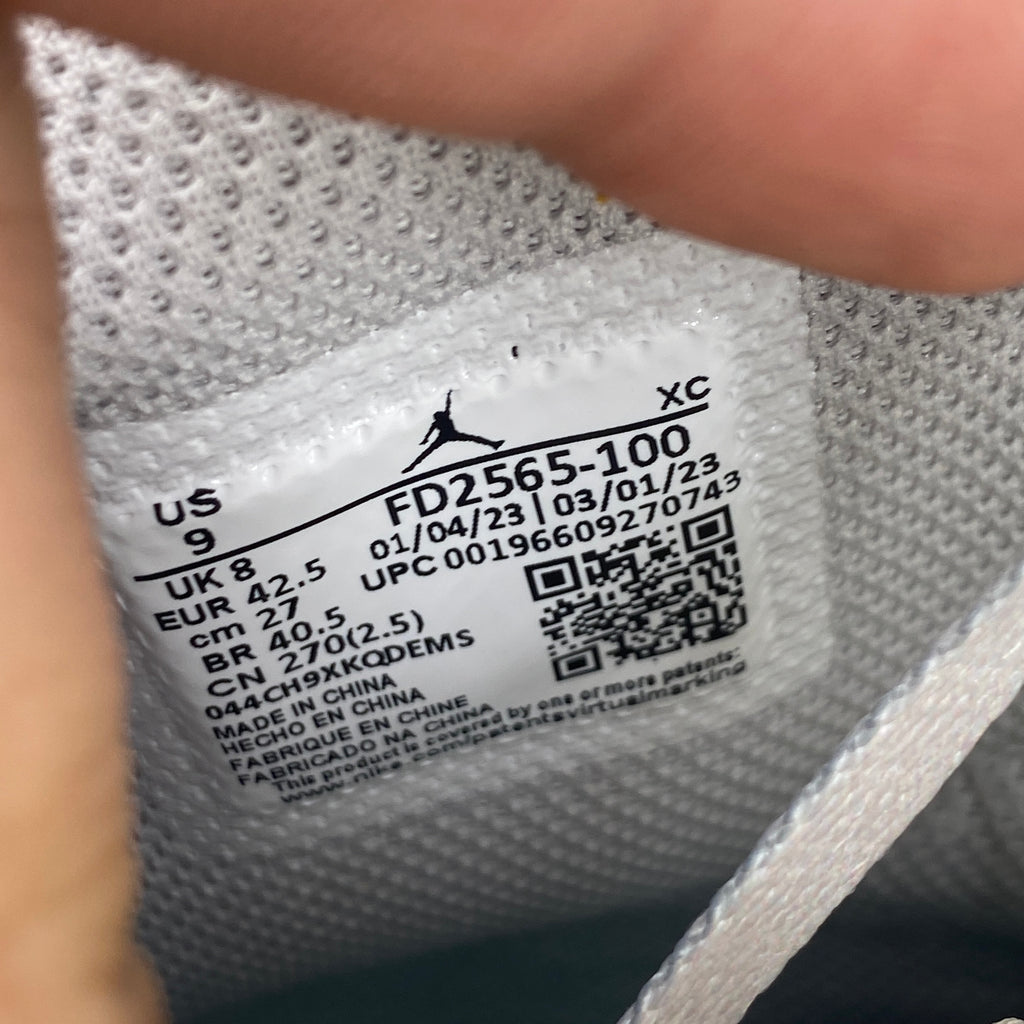 XC
US
9
FD2565-100
01/04/23 | 03/01/23
UPC 00196609270743
UK 8
EUR 42.5
cm 27
BR 40.5
CN 270(2.5)
044CH9XKQDEMS
MADE IN CHINA
HECHO EN CHINA
FABRIQUE EN CHINE
FABRICADO NA CHINA
This product is covered by one or more patents:
www.nike.com/patentsvirtualmarking